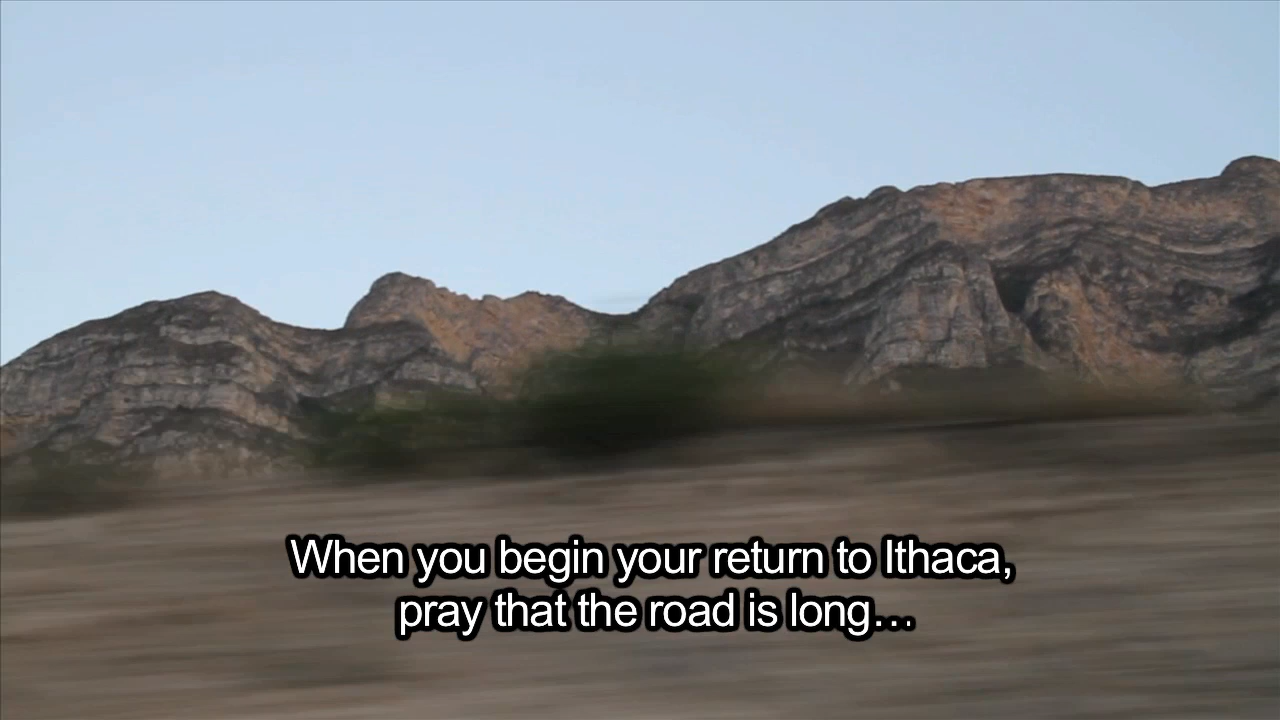 When you begin your return to Ithaca,
pray that the road is long…